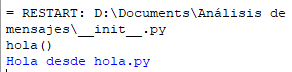 = RESTART: D:\Documents\Análisis de
mensajes\__init__.py
hola()
Hola desde hola.py